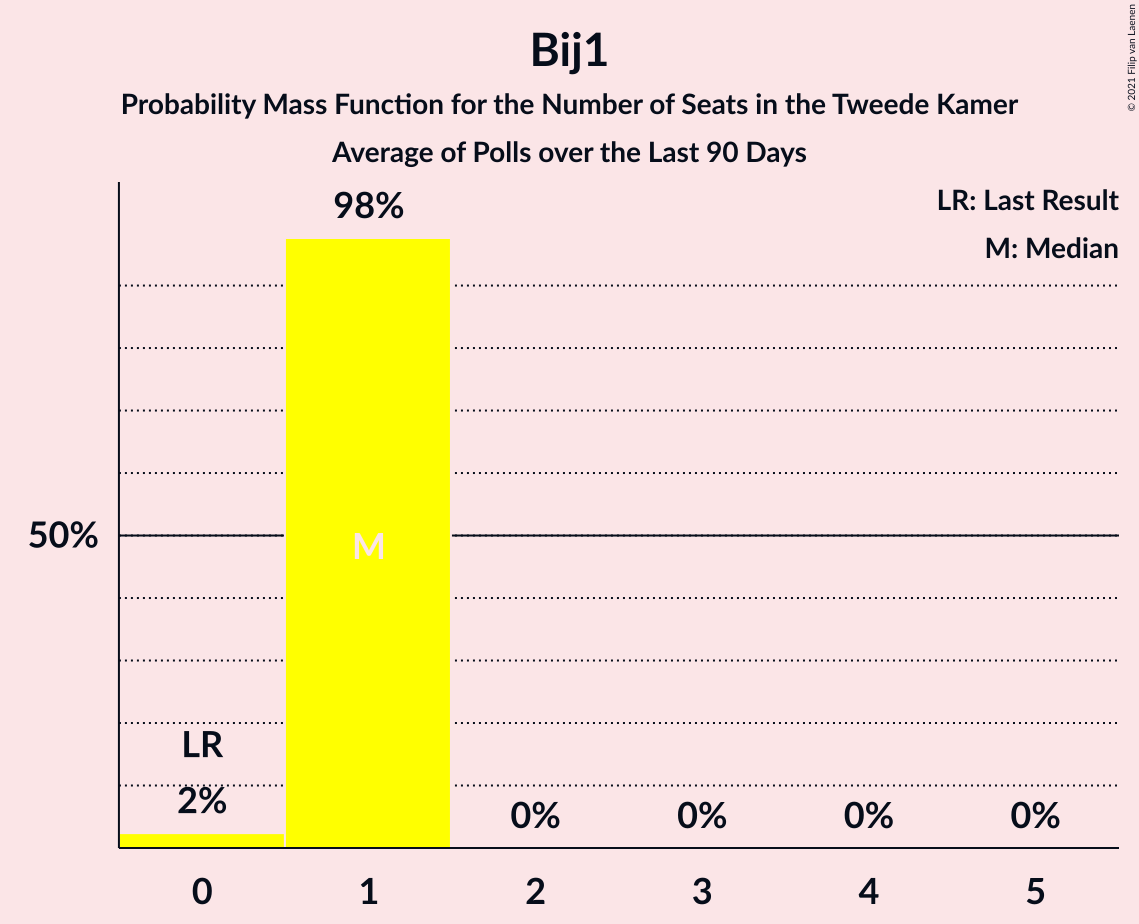 Bij1
Probability Mass Function for the Number of Seats in the Tweede Kamer
Average of Polls over the Last 90 Days
© 2021 Filip van Laenen
LR: Last Result
M: Median
98%
50%
M
LR
2%
0%
0%
0%
0%
0 1 2 3 4 5